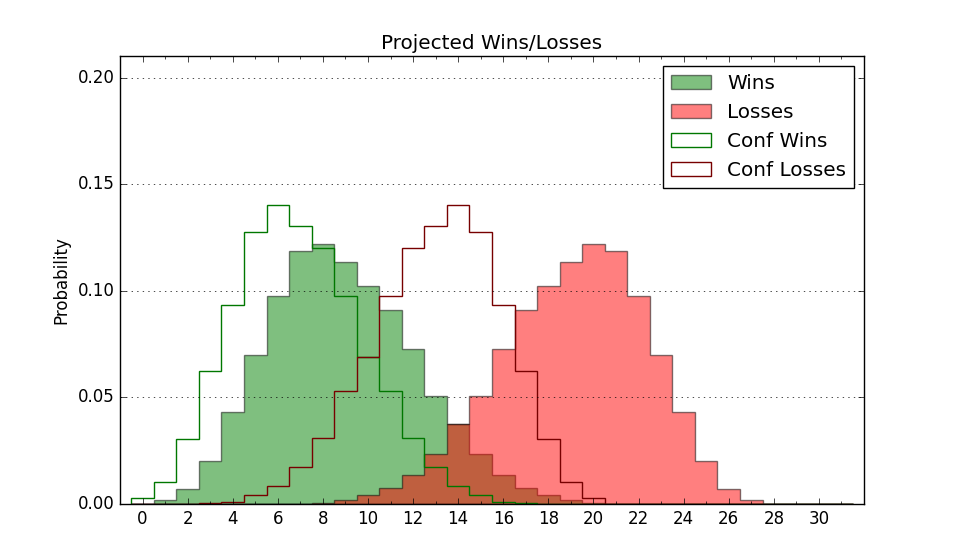 Projected Wins/Losses
Wins
Losses
Conf Wins
Conf Losses
Probability
0.20
0.15
0.10
0.05
0.00
0 2 4 6 8 10 12 14 16 18 20 22 24 26 28 30